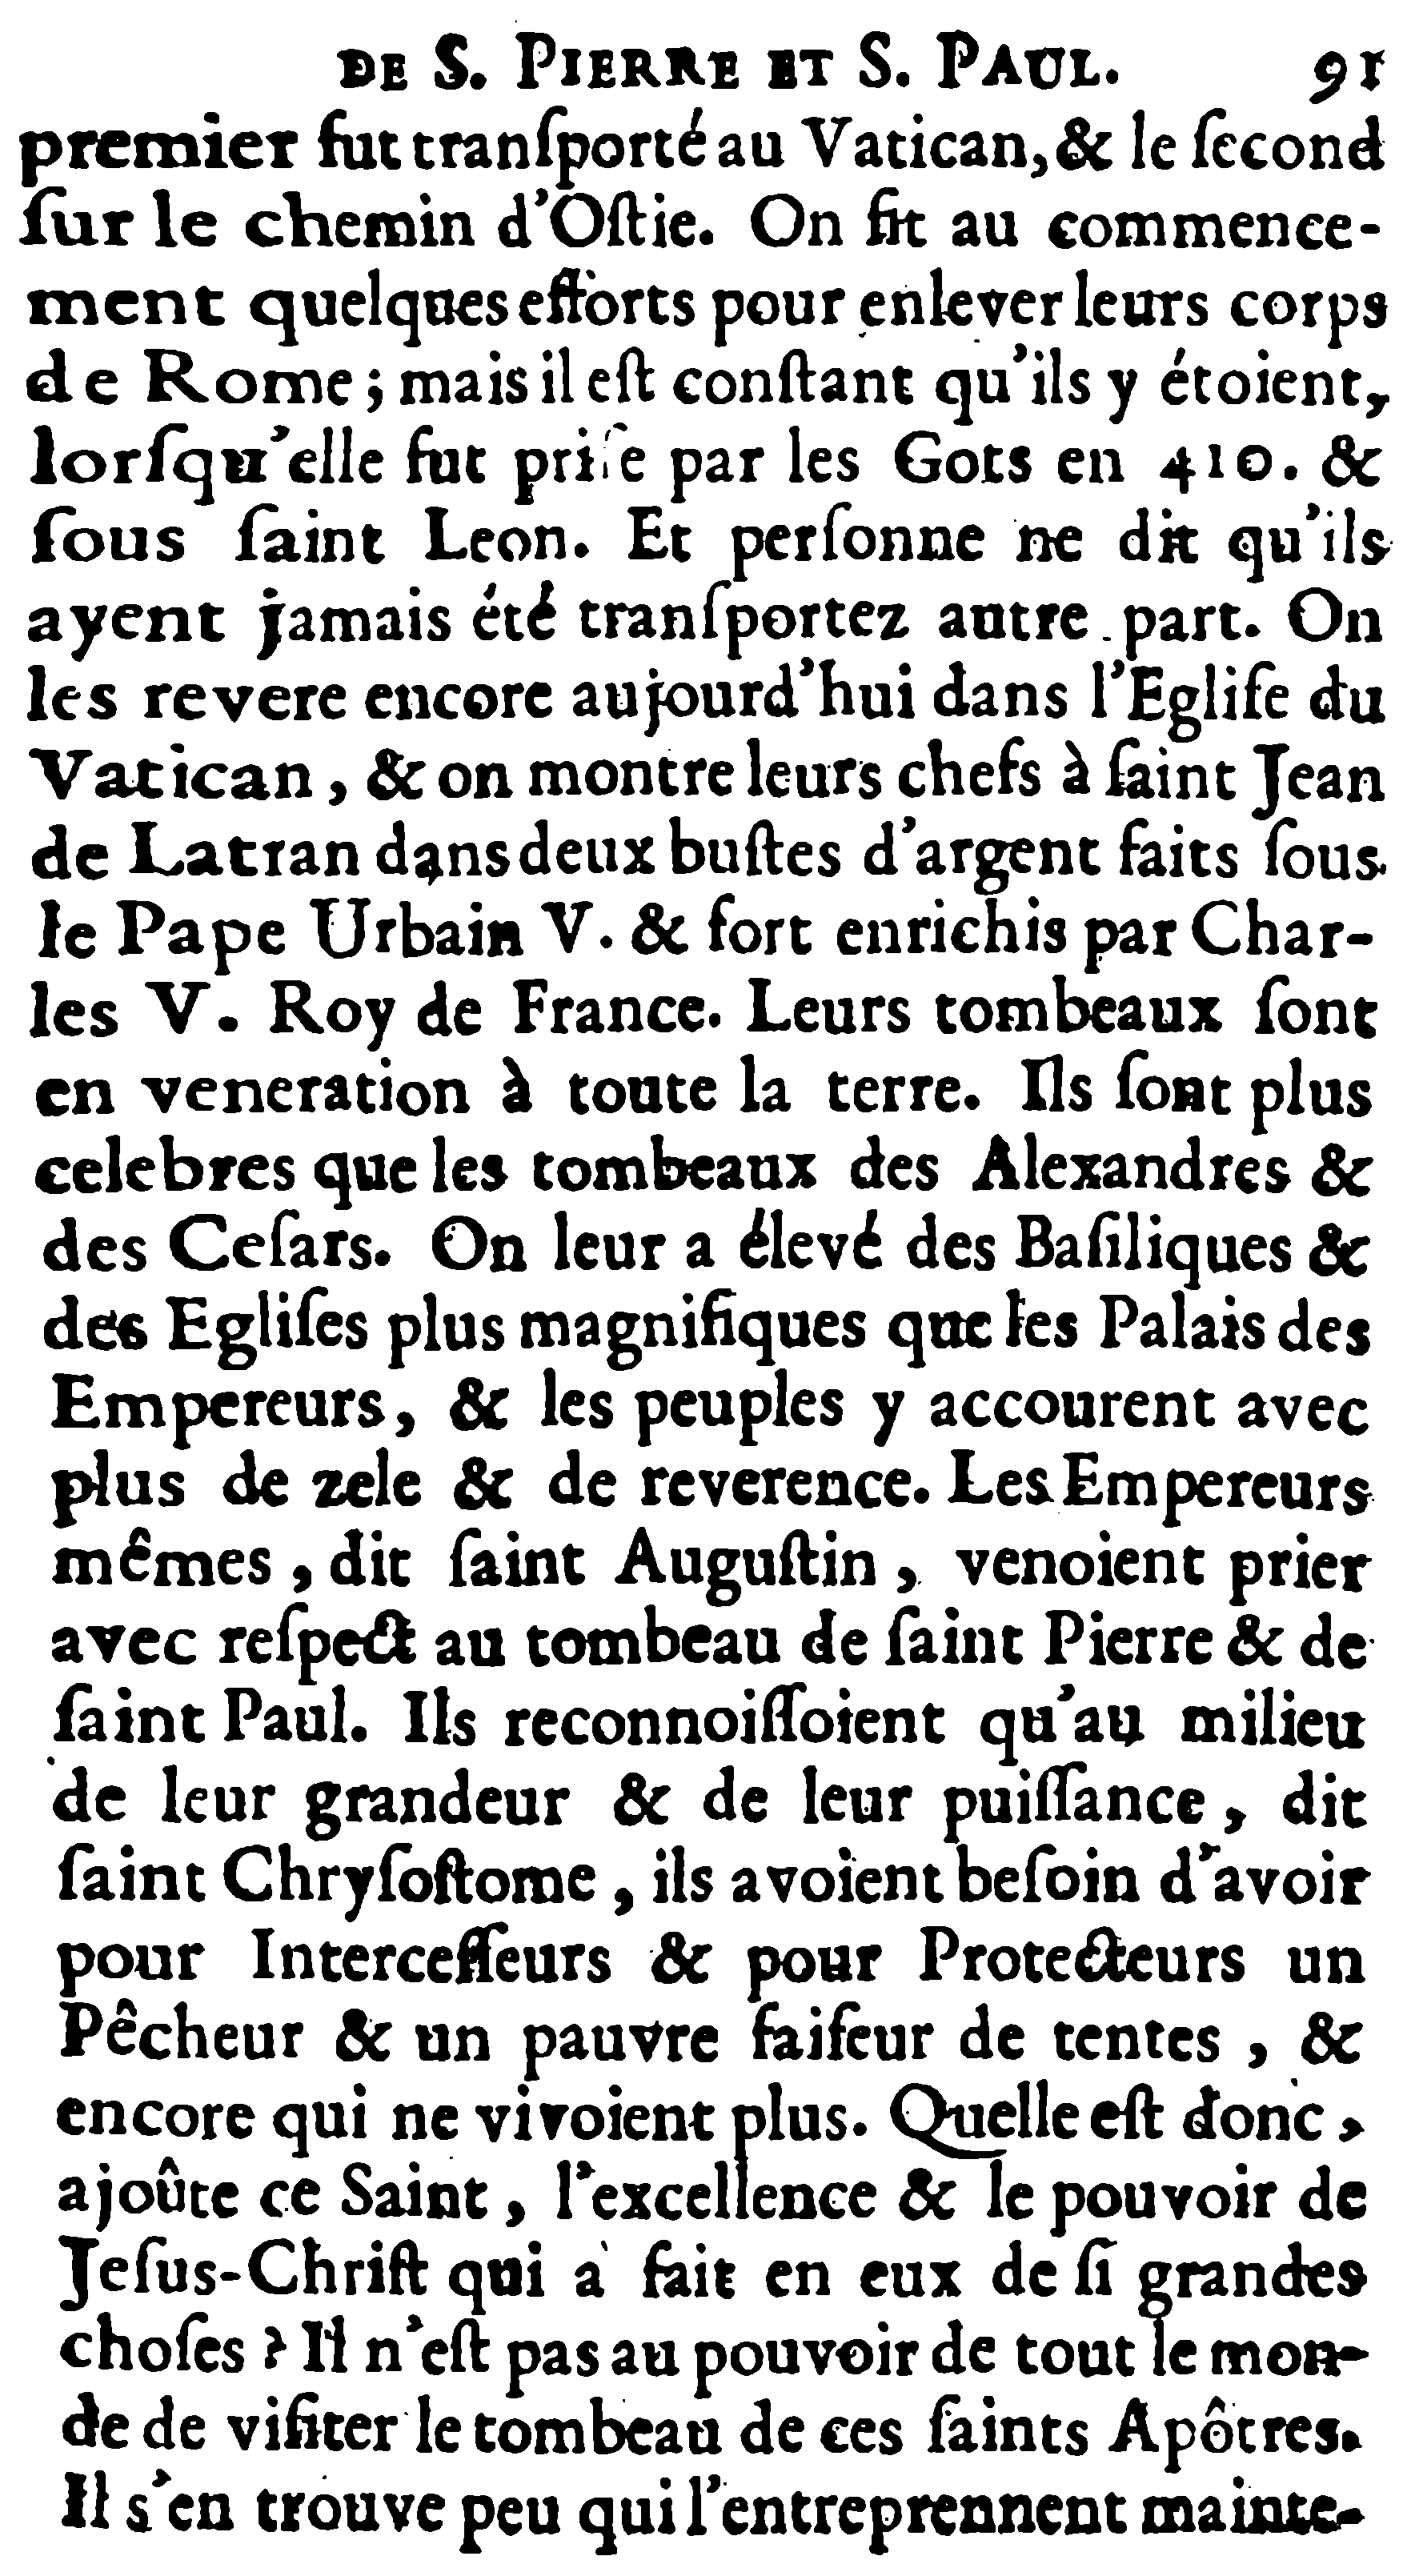 DE S. PIERRE ET S. PAUL. 91
premier fut tranſporté au Vatican, & le ſecond
ſur le chemin d'Oſtie. On fit au commence-
ment quelques efforts pour enlever leurs corps
de Rome ; mais il eſt conſtant qu'ils y étoient,
lorſqu'elle fut priſe par les Gots en 410. &
ſous ſaint Leon. Et perſonne ne dit qu'ils
ayent jamais été tranſportez autre part. On
les revere encore aujourd'hui dans l'Egliſe du
Vatican, & on montre leurs chefs à ſaint Jean
de Latran dans deux buſtes d'argent faits ſous
le Pape Urbain V. & fort enrichis par Char-
les V. Roy de France. Leurs tombeaux ſont
en veneration à toute la terre. Ils ſont plus
celebres que les tombeaux des Alexandres &
des Ceſars. On leur a élevé des Baſiliques &
des Egliſes plus magnifiques que les Palais des
Empereurs, & les peuples y accourent avec
plus de zele & de reverence. Les Empereurs
mêmes, dit ſaint Auguſtin, venoient prier
avec reſpect au tombeau de ſaint Pierre & de
ſaint Paul. Ils reconnoiſſoient qu'au milieu
de leur grandeur & de leur puiſſance, dit
ſaint Chryſoſtome, ils avoient beſoin d'avoir
pour Interceſſeurs & pour Protecteurs un
Pêcheur & un pauvre faiſeur de tentes, &
encore qui ne vivoient plus. Quelle eſt donc,
ajoûte ce Saint, l'excellence & le pouvoir de
Jeſus-Chriſt qui a fait en eux de ſi grandes
choſes ? Il n'eſt pas au pouvoir de tout le mon-
de de viſiter le tombeau de ces ſaints Apôtres.
Il s'en trouve peu qui l'entreprennent mainte-